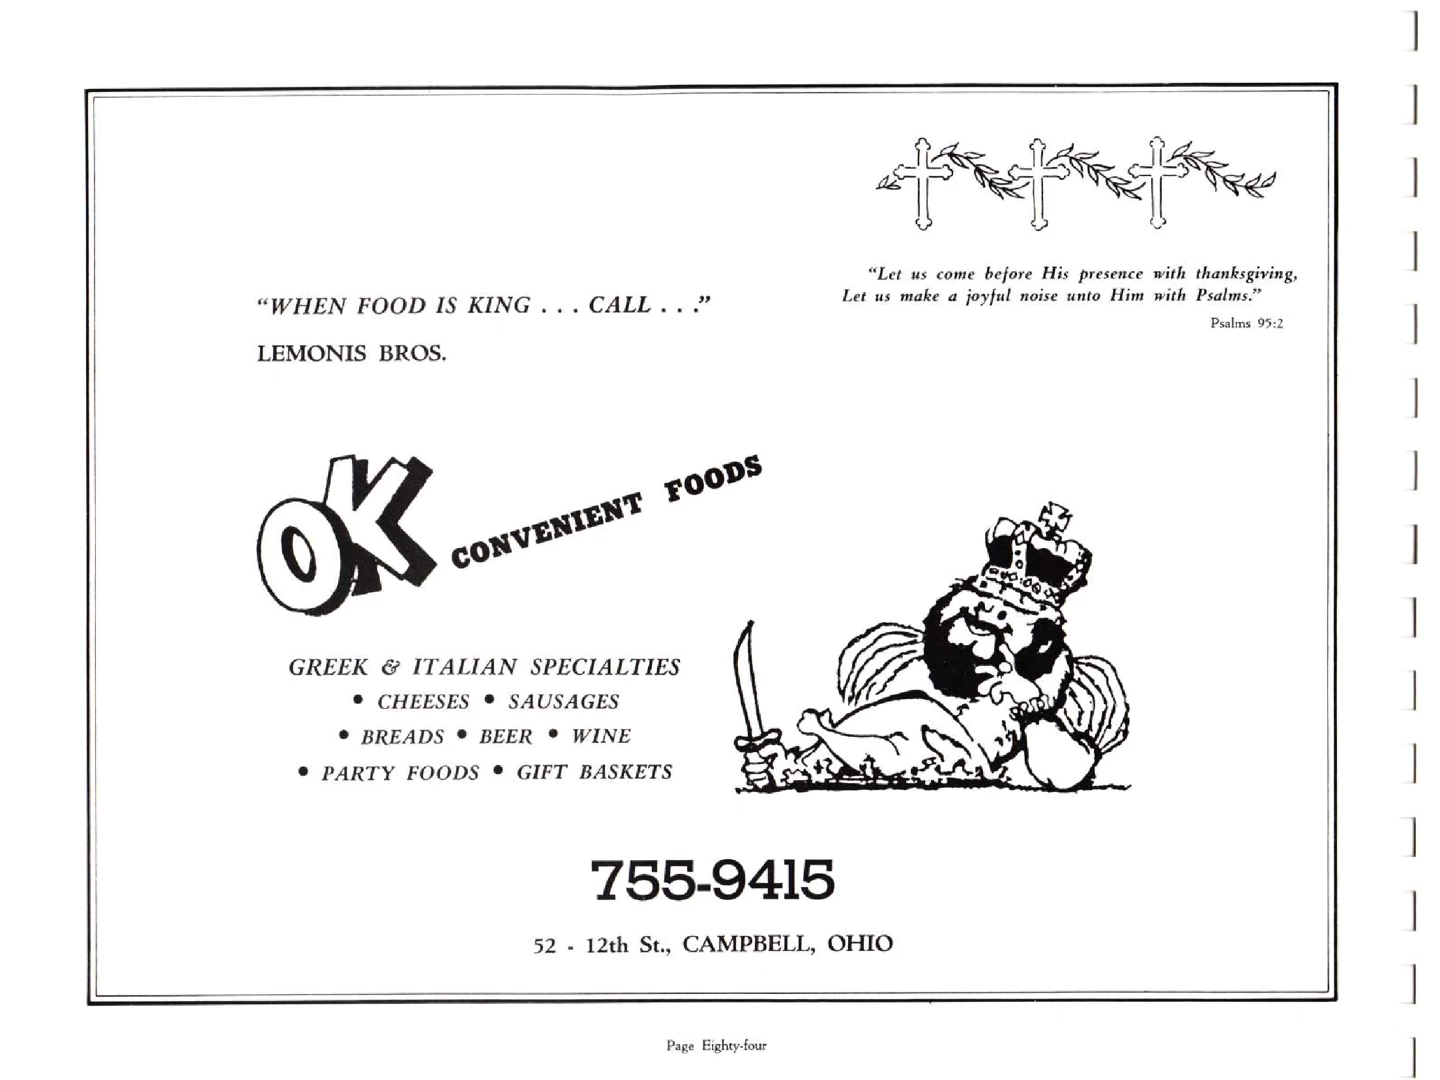 “Let us come before His presence with thanksgiving,
Let us make a joyful noise unto Him with Psalms.”
Psalms 95:2
“WHEN FOOD IS KING . . . CALL . . .”
LEMONIS BROS.
OK CONVENIENT FOODS
GREEK & ITALIAN SPECIALTIES
• CHEESES • SAUSAGES
• BREADS • BEER • WINE
• PARTY FOODS • GIFT BASKETS
755-9415
52 - 12th St., CAMPBELL, OHIO
Page Eighty-four